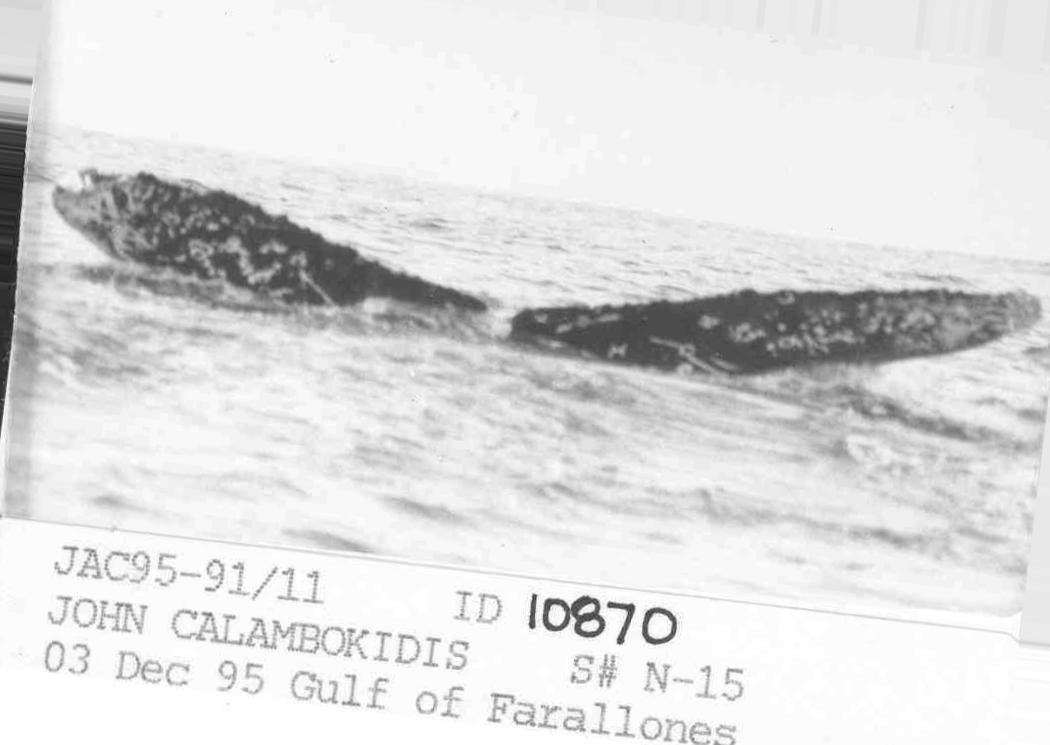 JAC95-91/11 ID 10870
JOHN CALAMBOKIDIS S# N-15
03 Dec 95 Gulf of Farallones